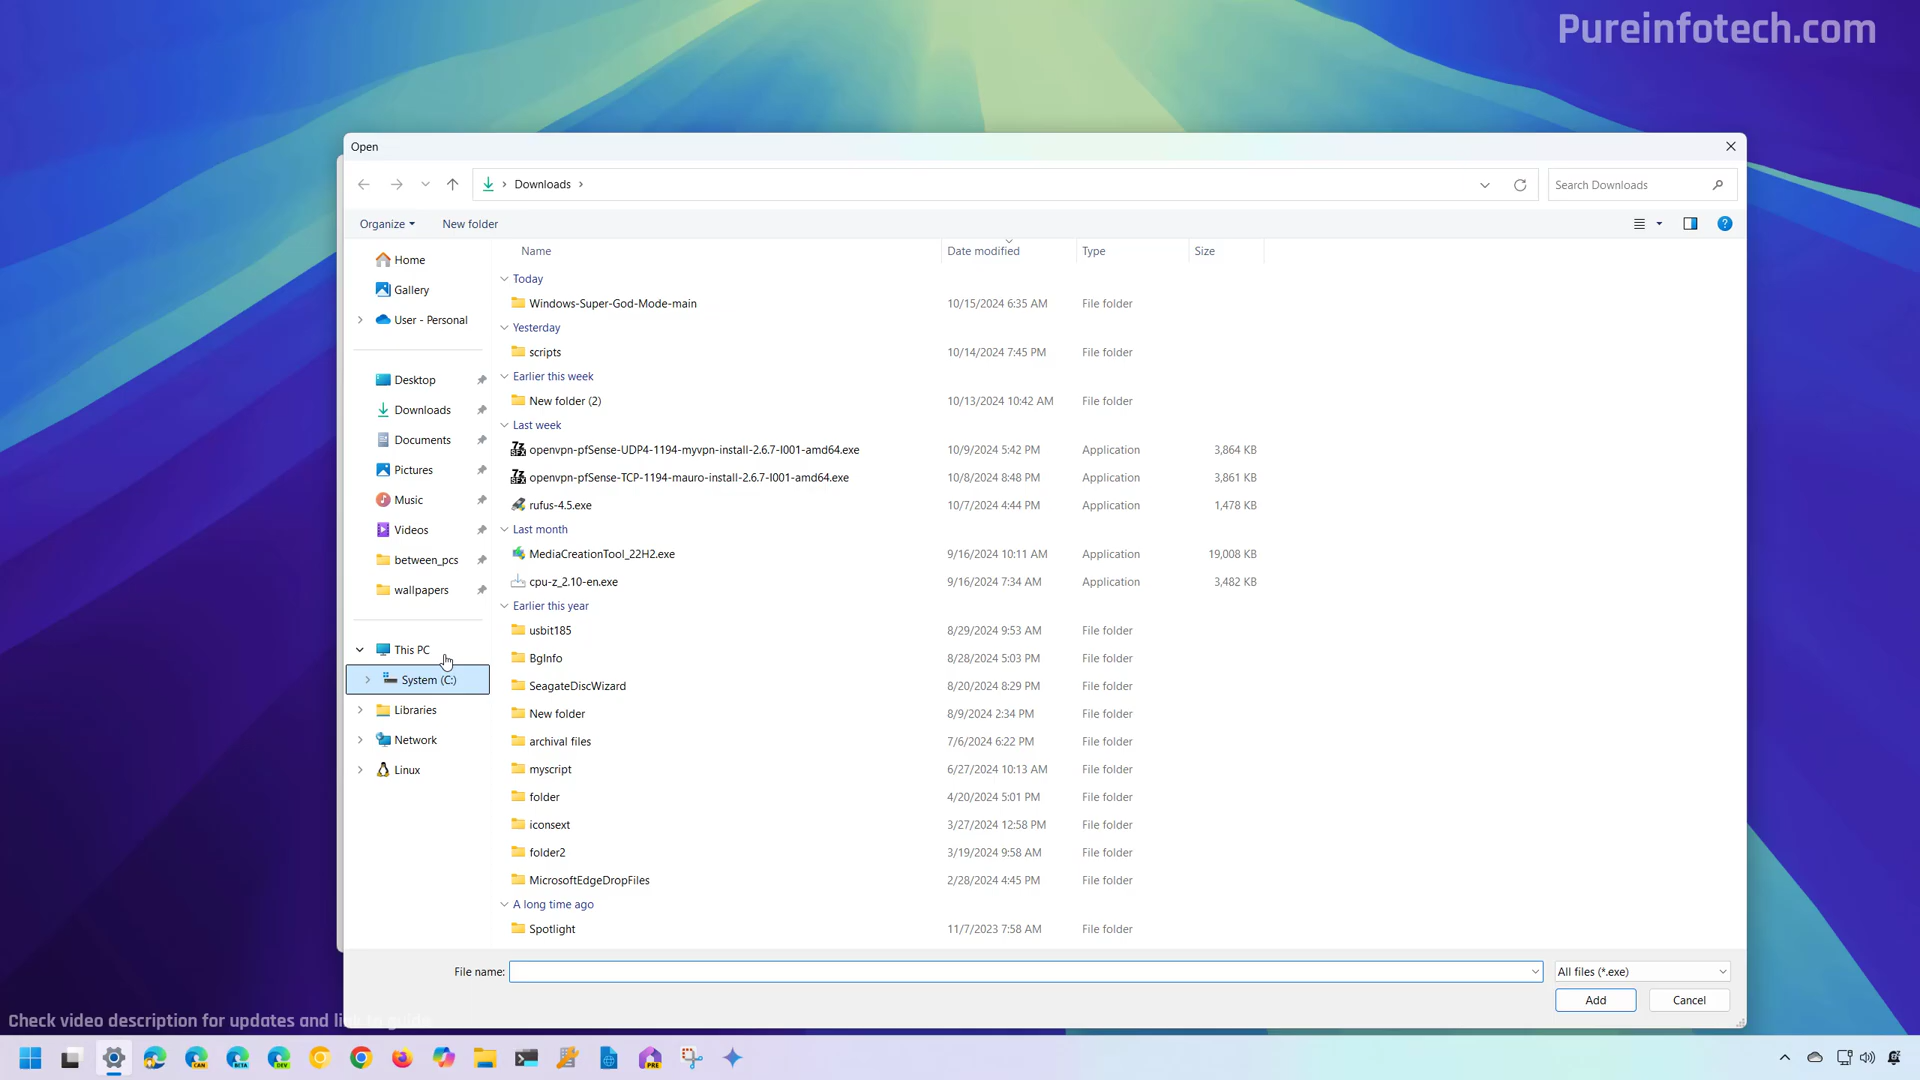 Pureinfotech.com
Open
Downloads
Search Downloads
Organize
New folder
Home
Gallery
User - Personal
Desktop
Downloads
Documents
Pictures
Music
Videos
between_pcs
wallpapers
This PC
System (C:)
Libraries
Network
Linux
Name Date modified Type Size
Today
Windows-Super-God-Mode-main 10/15/2024 6:35 AM File folder
Yesterday
scripts 10/14/2024 7:45 PM File folder
Earlier this week
New folder (2) 10/13/2024 10:42 AM File folder
Last week
openvpn-pfSense-UDP4-1194-myvpn-install-2.6.7-I001-amd64.exe 10/9/2024 5:42 PM Application 3,864 KB
openvpn-pfSense-TCP-1194-mauro-install-2.6.7-I001-amd64.exe 10/8/2024 8:48 PM Application 3,861 KB
rufus-4.5.exe 10/7/2024 4:44 PM Application 1,478 KB
Last month
MediaCreationTool_22H2.exe 9/16/2024 10:11 AM Application 19,008 KB
cpu-z_2.10-en.exe 9/16/2024 7:34 AM Application 3,482 KB
Earlier this year
usbit185 8/29/2024 9:53 AM File folder
BgInfo 8/28/2024 5:03 PM File folder
SeagateDiscWizard 8/20/2024 8:29 PM File folder
New folder 8/9/2024 2:34 PM File folder
archival files 7/6/2024 6:22 PM File folder
myscript 6/27/2024 10:13 AM File folder
folder 4/20/2024 5:01 PM File folder
iconsext 3/27/2024 12:58 PM File folder
folder2 3/19/2024 9:58 AM File folder
MicrosoftEdgeDropFiles 2/28/2024 4:45 PM File folder
A long time ago
Spotlight 11/7/2023 7:58 AM File folder
File name:
All files (*.exe)
Add
Cancel
Check video description for updates and link to guide
CAN
BETA
DEV
PRE